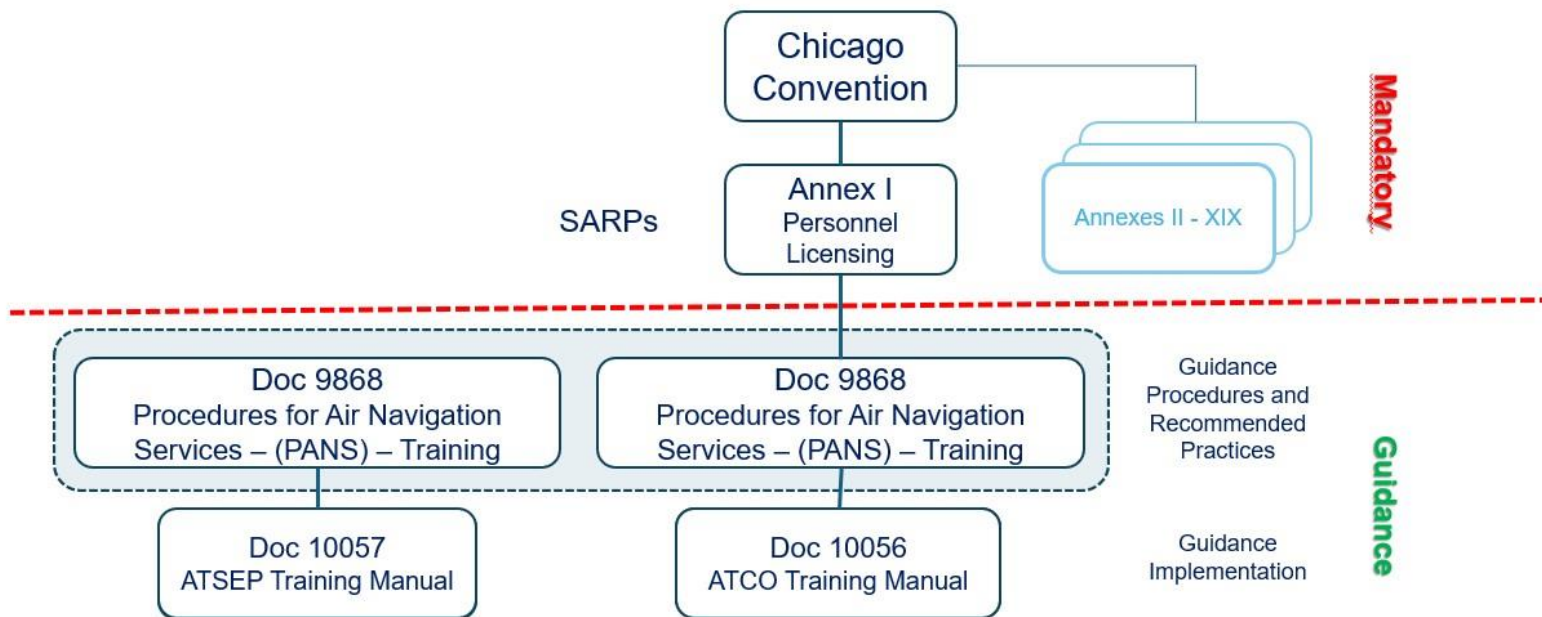 Chicago
Convention
Mandatory
Annex I
Personnel
Licensing
SARPs
Annexes II - XIX
Doc 9868
Procedures for Air Navigation
Services – (PANS) – Training
Doc 9868
Procedures for Air Navigation
Services – (PANS) – Training
Guidance
Procedures and
Recommended
Practices
Guidance
Doc 10057
ATSEP Training Manual
Doc 10056
ATCO Training Manual
Guidance
Implementation